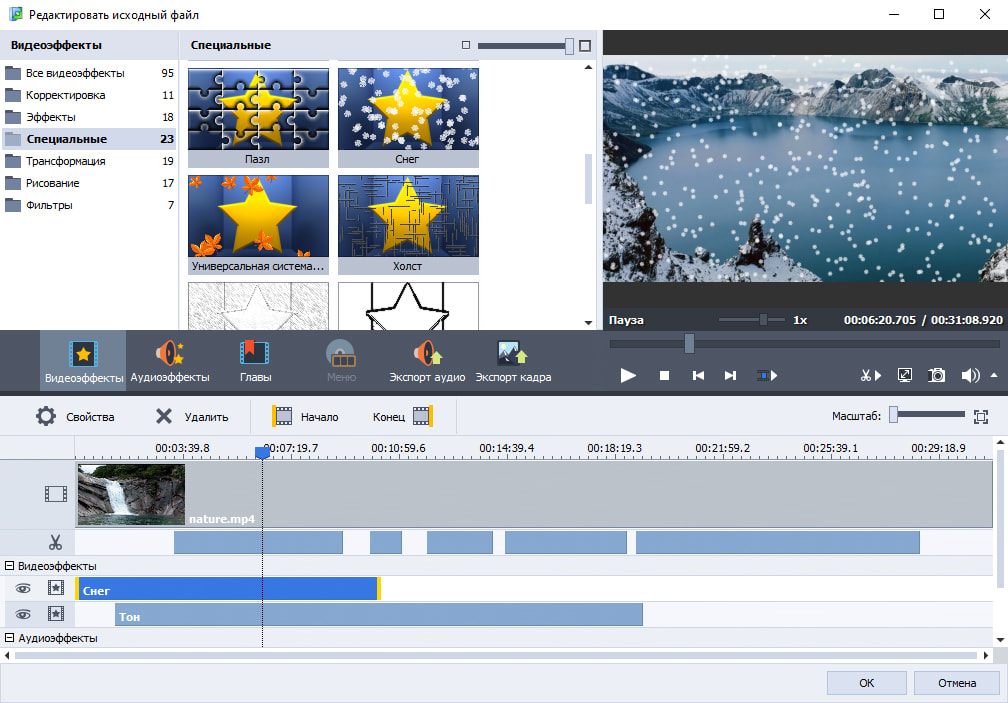 Редактировать исходный файл
Видеоэффекты
Все видеоэффекты 95
Корректировка 11
Эффекты 18
Специальные 23
Трансформация 19
Рисование 17
Фильтры 7
Специальные
Пазл
Снег
Универсальная система...
Холст
Пауза
1x
00:06:20.705 / 00:31:08.920
Видеоэффекты
Аудиоэффекты
Главы
Меню
Экспорт аудио
Экспорт кадра
Свойства
Удалить
Начало
Конец
Масштаб:
00:03:39.8 00:07:19.7 00:10:59.6 00:14:39.4 00:18:19.3 00:21:59.2 00:25:39.1 00:29:18.9
nature.mp4
Видеоэффекты
Снег
Тон
Аудиоэффекты
ОК
Отмена